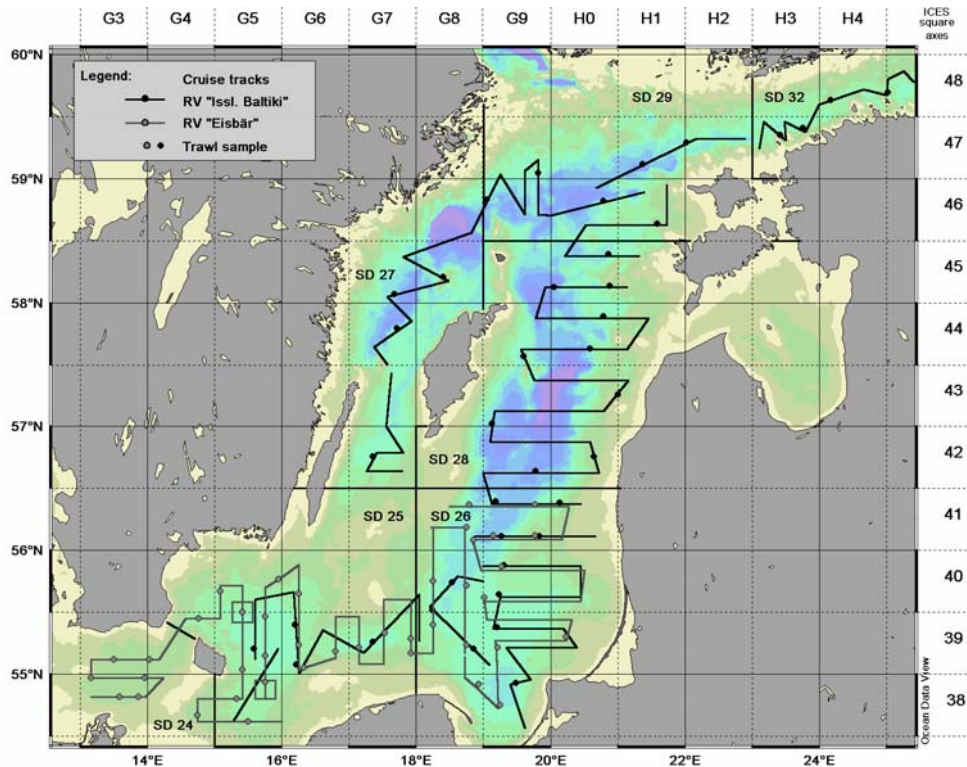 G3 G4 G5 G6 G7 G8 G9 H0 H1 H2 H3 H4
ICES
square
axes
60°N
59°N
58°N
57°N
56°N
55°N
Legend:
Cruise tracks
RV "Issl. Baltiki"
RV "Eisbär"
Trawl sample
SD 29
SD 32
SD 27
SD 28
SD 25
SD 26
SD 24
48
47
46
45
44
43
42
41
40
39
38
Ocean Data View
14°E 16°E 18°E 20°E 22°E 24°E